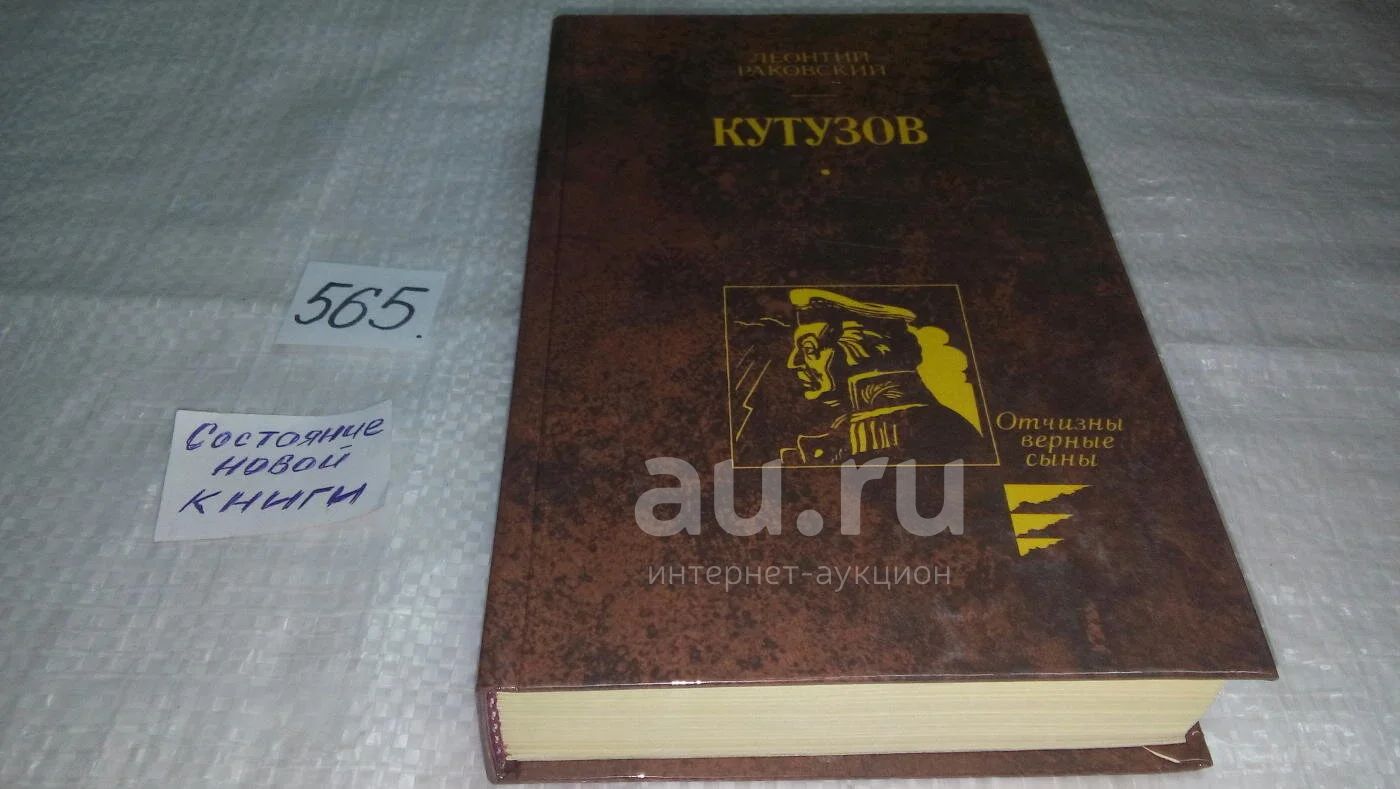 ЛЕОНТИЙ
РАКОВСКИЙ
КУТУЗОВ
565.
Состояние
новой
книги
Отчизны
верные
сыны
au.ru
интернет-аукцион